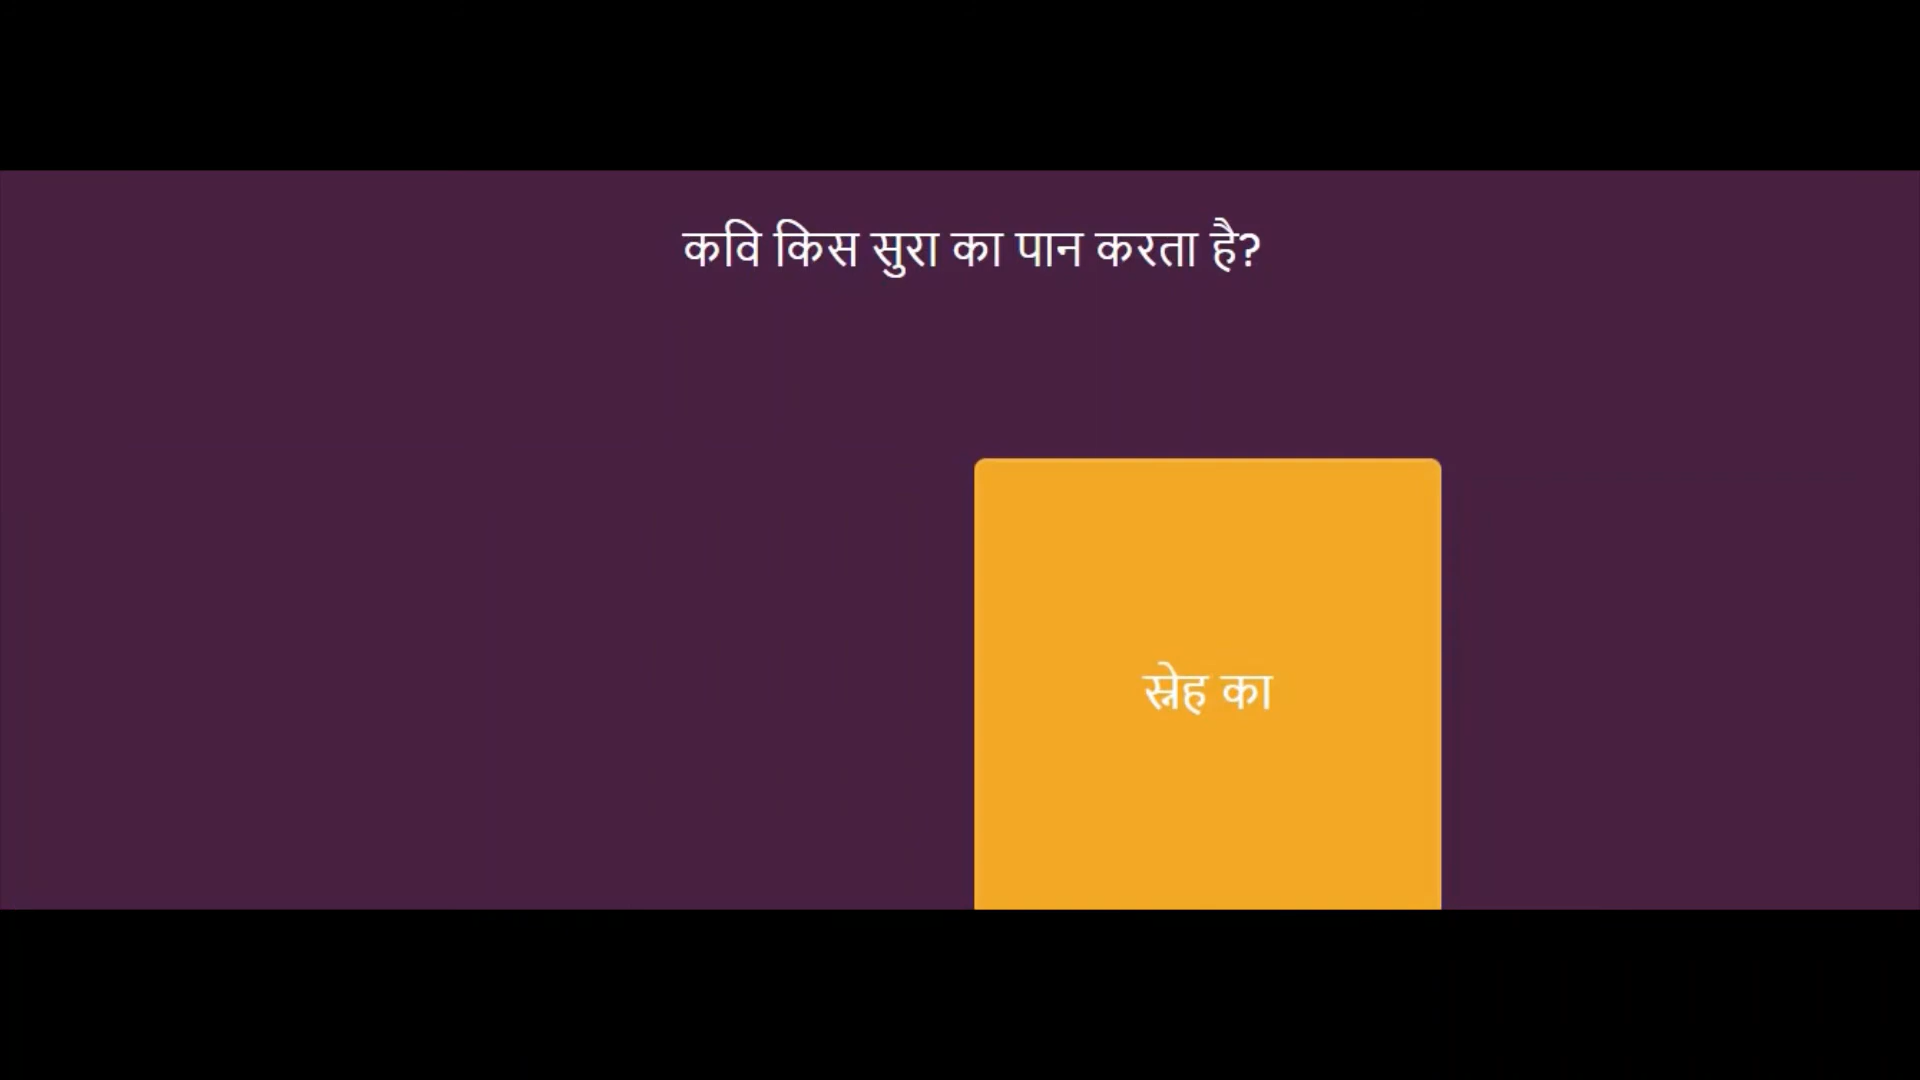 कवि किस सुरा का पान करता है?
स्नेह का